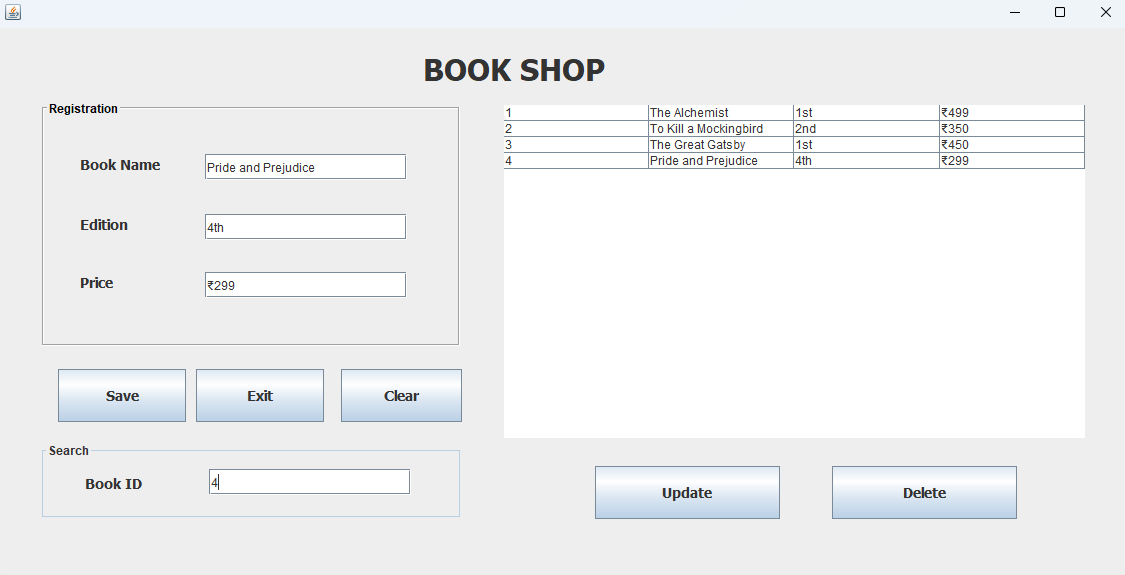 BOOK SHOP
Registration
Book Name Pride and Prejudice
Edition 4th
Price ₹299
Save Exit Clear
Search
Book ID 4
1 The Alchemist 1st ₹499
2 To Kill a Mockingbird 2nd ₹350
3 The Great Gatsby 1st ₹450
4 Pride and Prejudice 4th ₹299
Update Delete